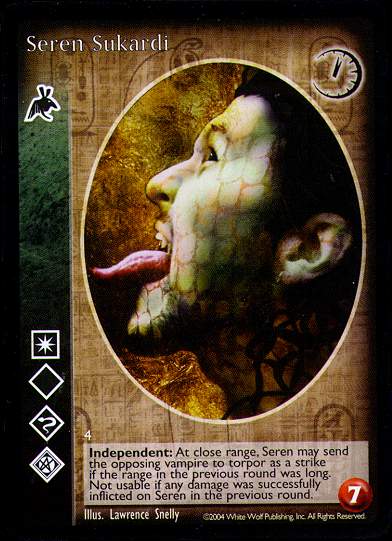 Seren Sukardi
4
Independent: At close range, Seren may send
the opposing vampire to torpor as a strike
if the range in the previous round was long.
Not usable if any damage was successfully
inflicted on Seren in the previous round.
7
Illus. Lawrence Snelly
©2004 White Wolf Publishing, Inc. All Rights Reserved.